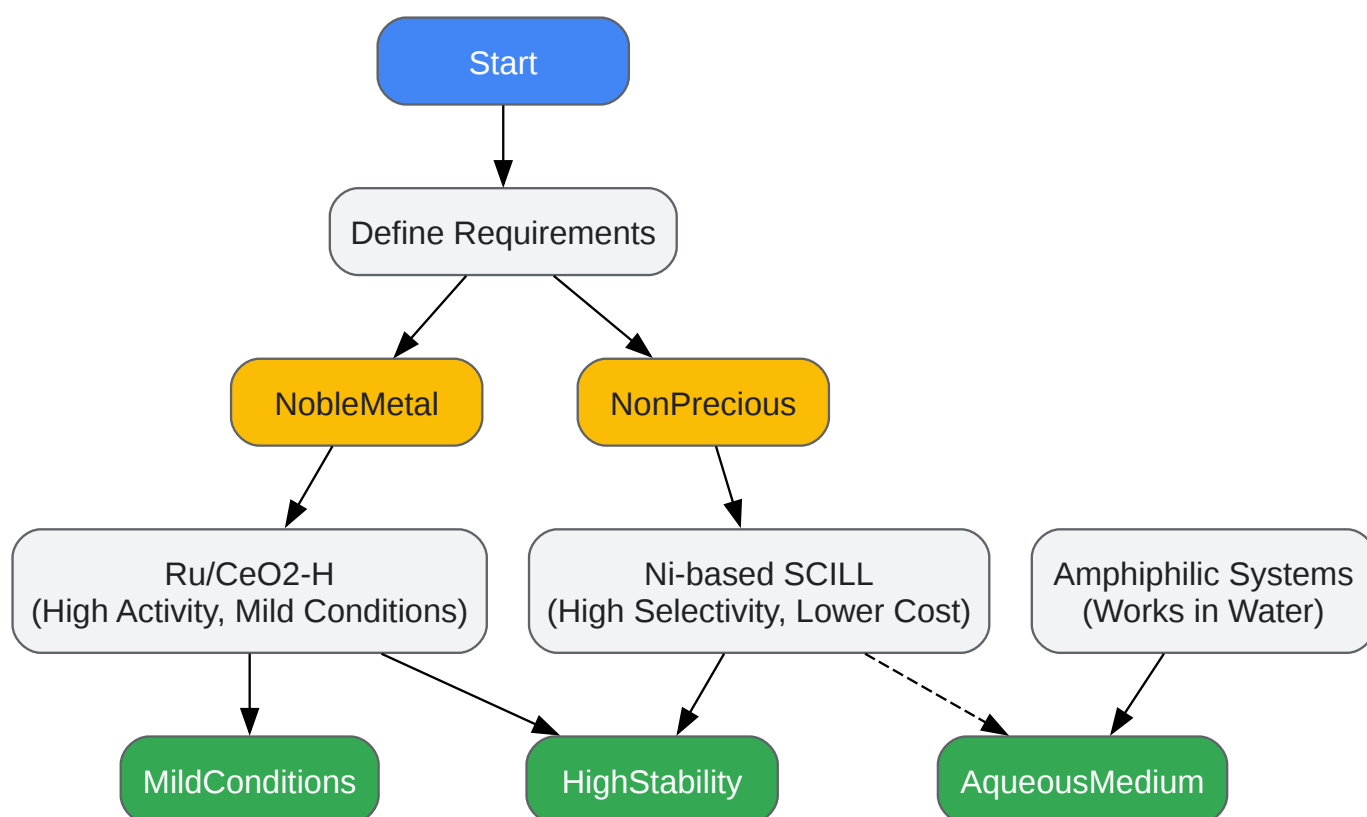 Start
Define Requirements
NobleMetal
NonPrecious
Ru/CeO2-H
(High Activity, Mild Conditions)
Ni-based SCILL
(High Selectivity, Lower Cost)
Amphiphilic Systems
(Works in Water)
MildConditions
HighStability
AqueousMedium